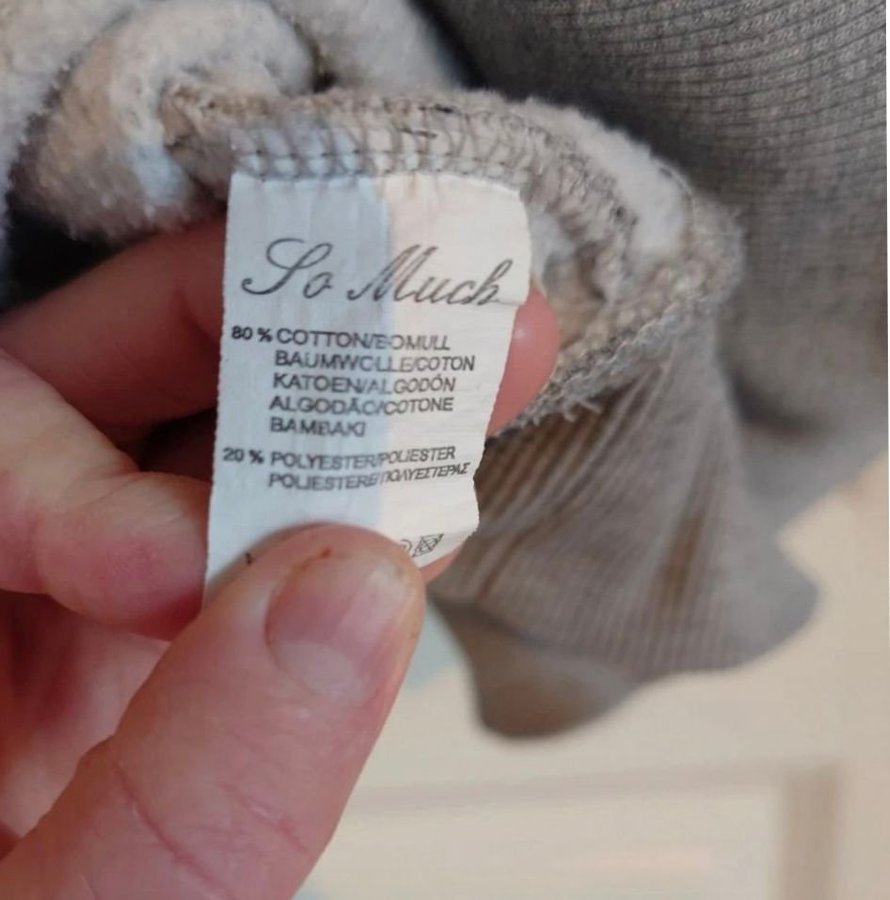 So Much
80 % COTTON/BOMULL
BAUMWOLLE/COTON
KATOEN/ALGODÓN
ALGODÃO/COTONE
BAMBAKI
20 % POLYESTER/POLIESTER
POLIESTERE/ΠΟΛΥΕΣΤΕΡΑΣ